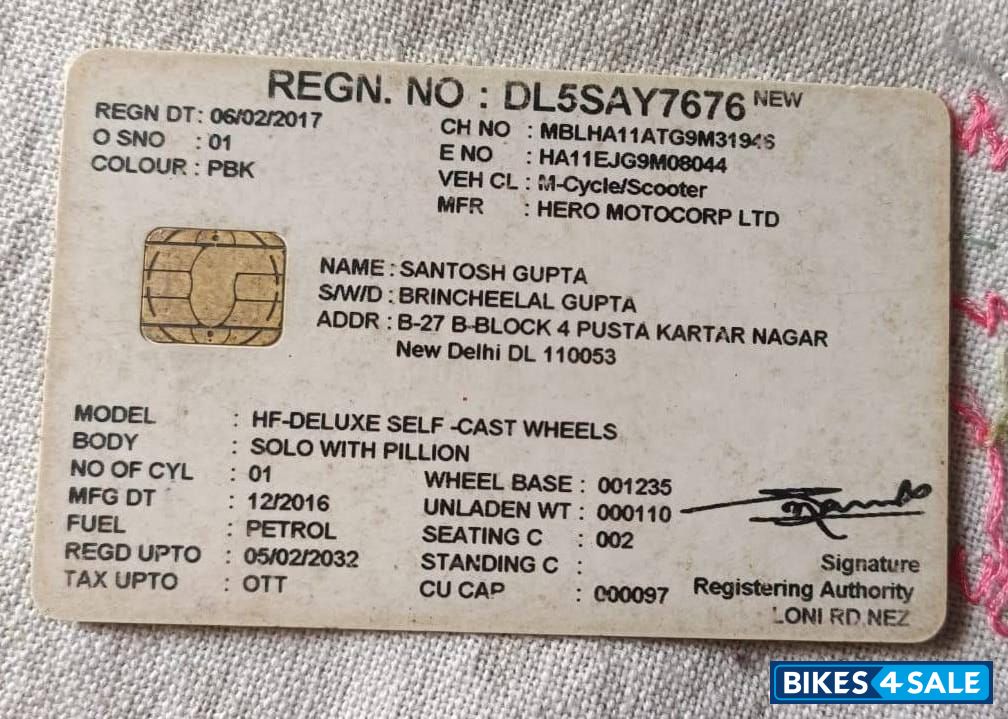 REGN. NO : DL5SAY7676 NEW
REGN DT: 06/02/2017
O SNO : 01
COLOUR : PBK
CH NO : MBLHA11ATG9M31946
E NO : HA11EJG9M08044
VEH CL : M-Cycle/Scooter
MFR : HERO MOTOCORP LTD
NAME : SANTOSH GUPTA
S/W/D : BRINCHEELAL GUPTA
ADDR : B-27 B-BLOCK 4 PUSTA KARTAR NAGAR
New Delhi DL 110053
MODEL : HF-DELUXE SELF -CAST WHEELS
BODY : SOLO WITH PILLION
NO OF CYL : 01
MFG DT : 12/2016
FUEL : PETROL
REGD UPTO : 05/02/2032
TAX UPTO : OTT
WHEEL BASE : 001235
UNLADEN WT : 000110
SEATING C : 002
STANDING C :
CU CAP : 000097
Signature
Registering Authority
LONI RD NEZ
BIKES4SALE